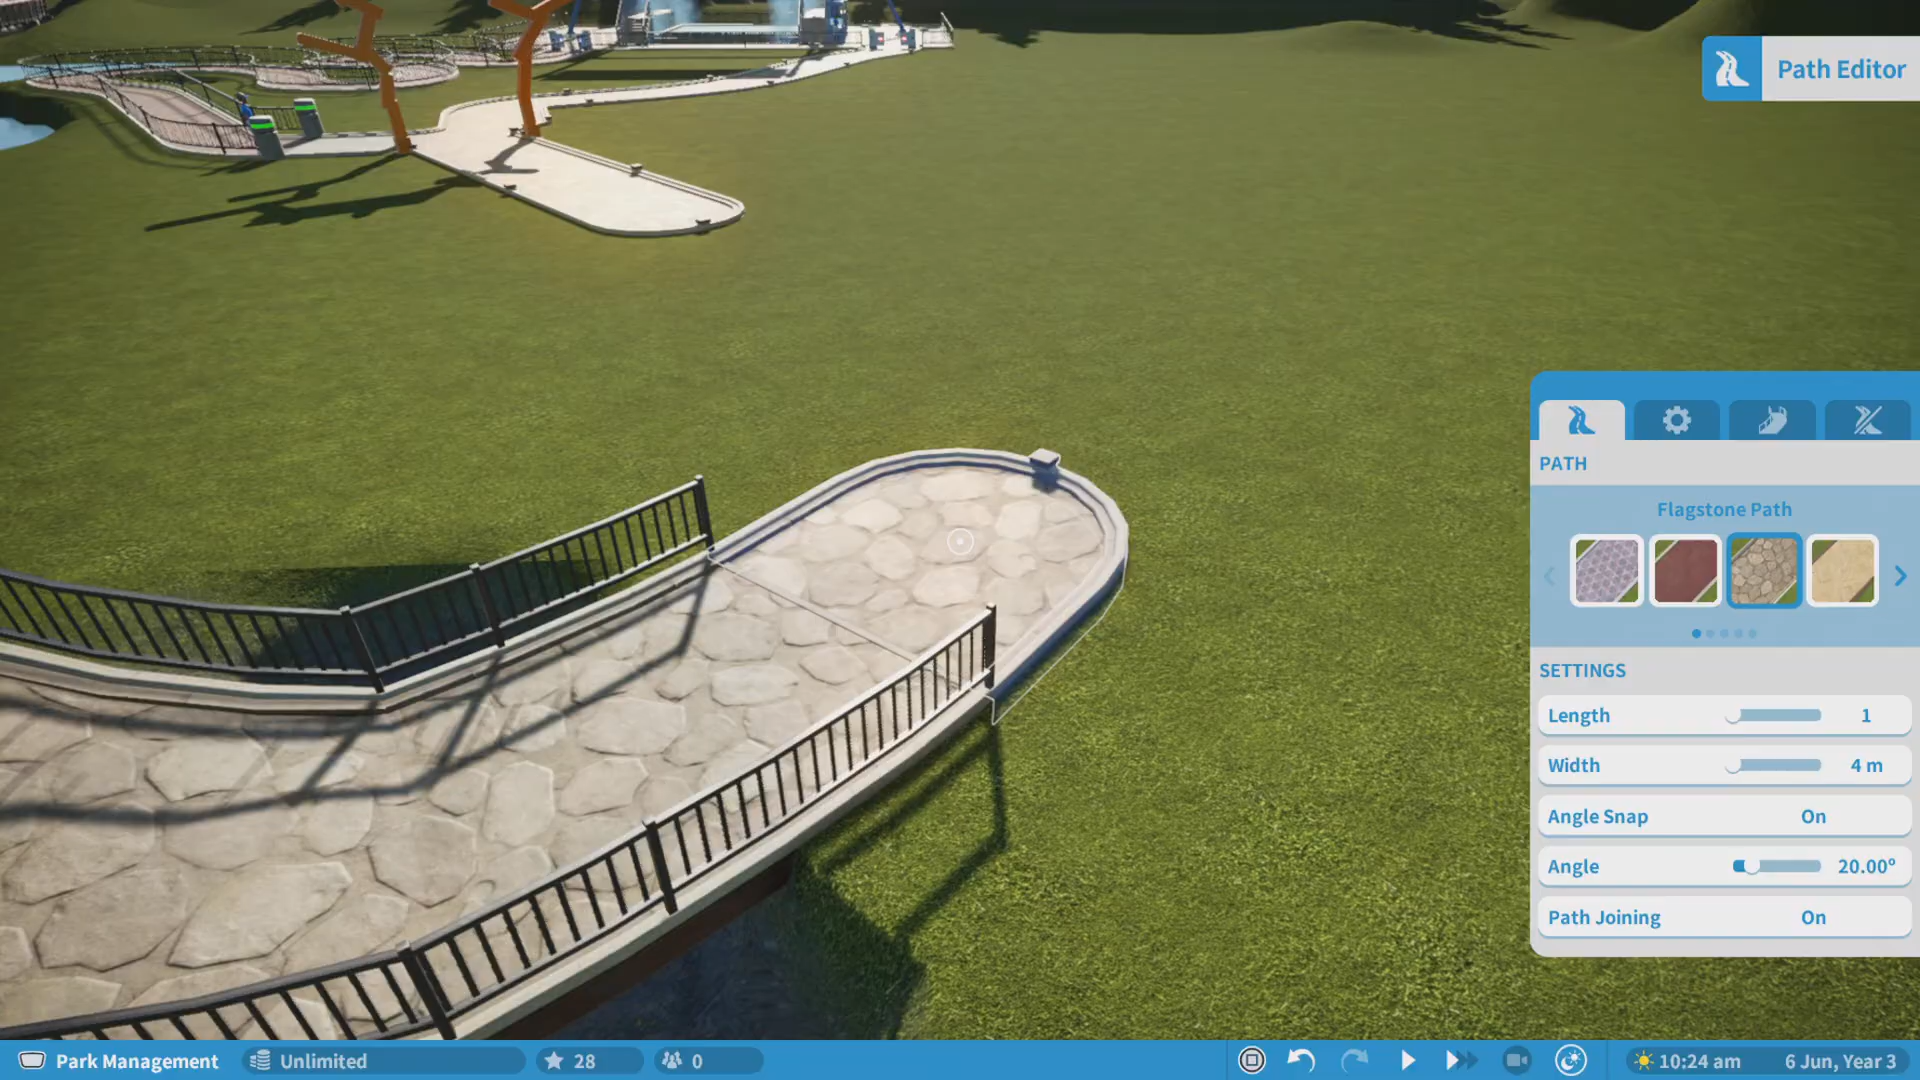 Path Editor
PATH
Flagstone Path
SETTINGS
Length 1
Width 4 m
Angle Snap On
Angle 20.00°
Path Joining On
Park Management Unlimited 28 0 10:24 am 6 Jun, Year 3